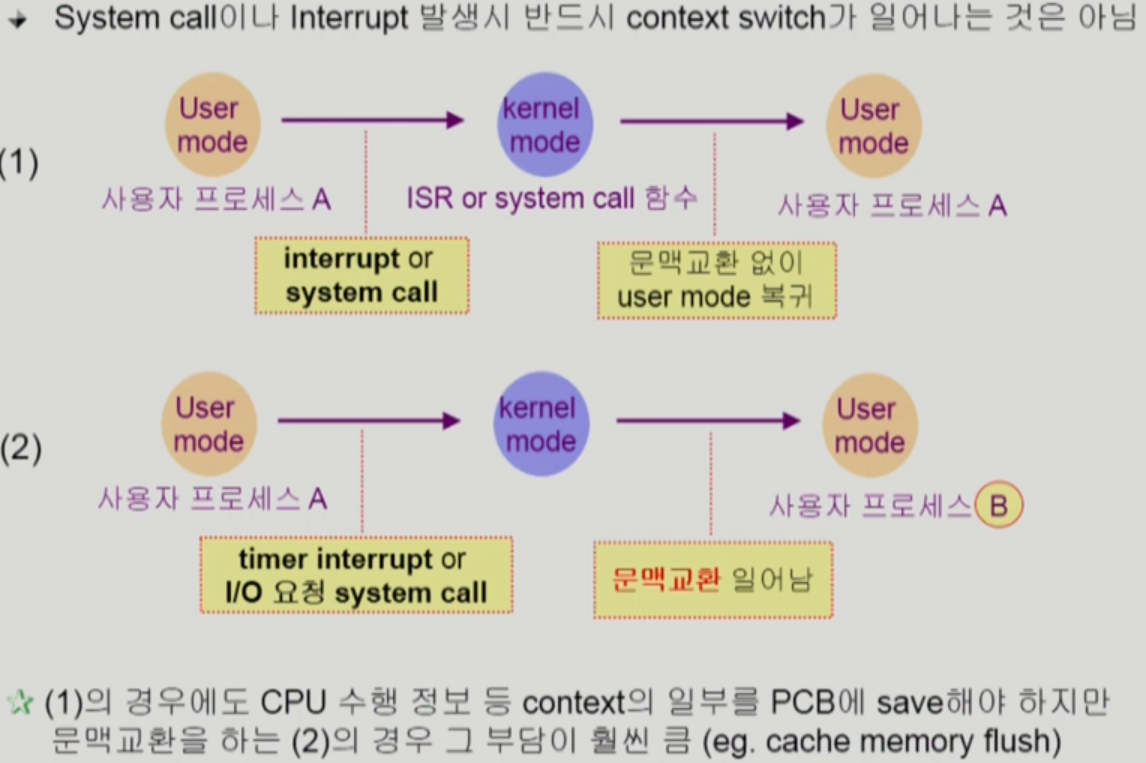 System call이나 Interrupt 발생시 반드시 context switch가 일어나는 것은 아님
(1)
User mode
kernel mode
User mode
사용자 프로세스 A
ISR or system call 함수
사용자 프로세스 A
interrupt or
system call
문맥교환 없이
user mode 복귀
(2)
User mode
kernel mode
User mode
사용자 프로세스 A
사용자 프로세스 B
timer interrupt or
I/O 요청 system call
문맥교환 일어남
(1)의 경우에도 CPU 수행 정보 등 context의 일부를 PCB에 save해야 하지만
문맥교환을 하는 (2)의 경우 그 부담이 훨씬 큼 (eg. cache memory flush)